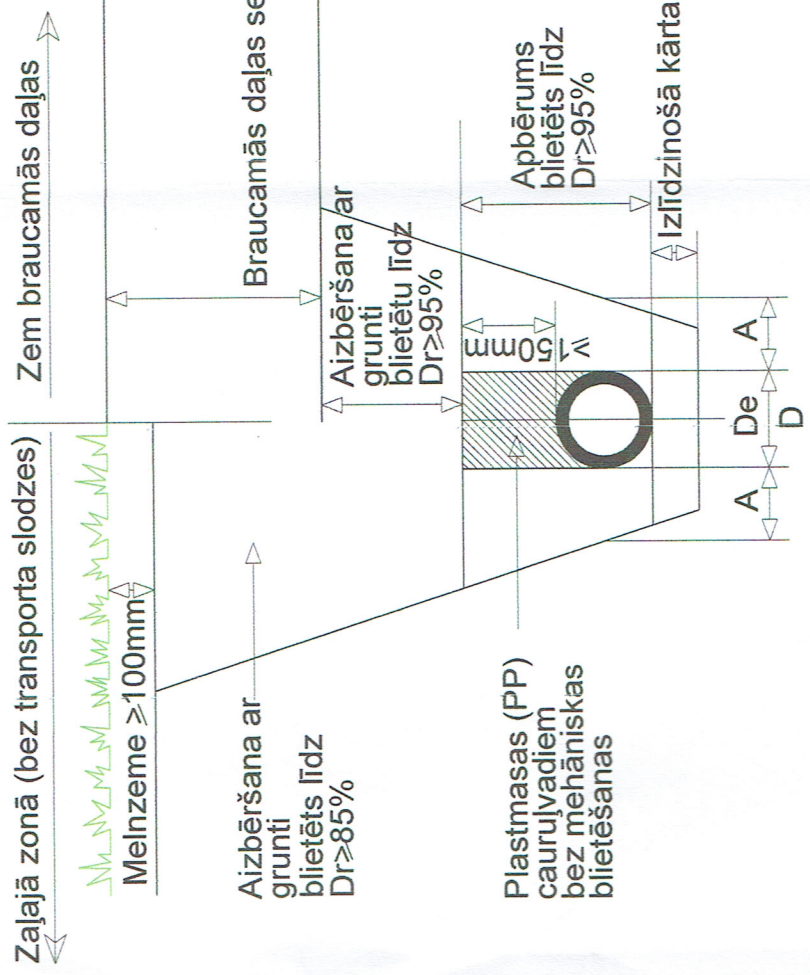 Zaļajā zonā (bez transporta slodzes)
Zem braucamās daļas
Melnzeme ≥100mm
Braucamās daļas se
Aizbēršana ar
grunti
blietēts līdz
Dr≥85%
Aizbēršana ar
grunti
blietētu līdz
Dr≥95%
Plastmasas (PP)
cauruļvadiem
bez mehāniskas
blietēšanas
≥150mm
Apbērums
blietēts līdz
Dr≥95%
Izlīdzinošā kārta
A
De
A
D